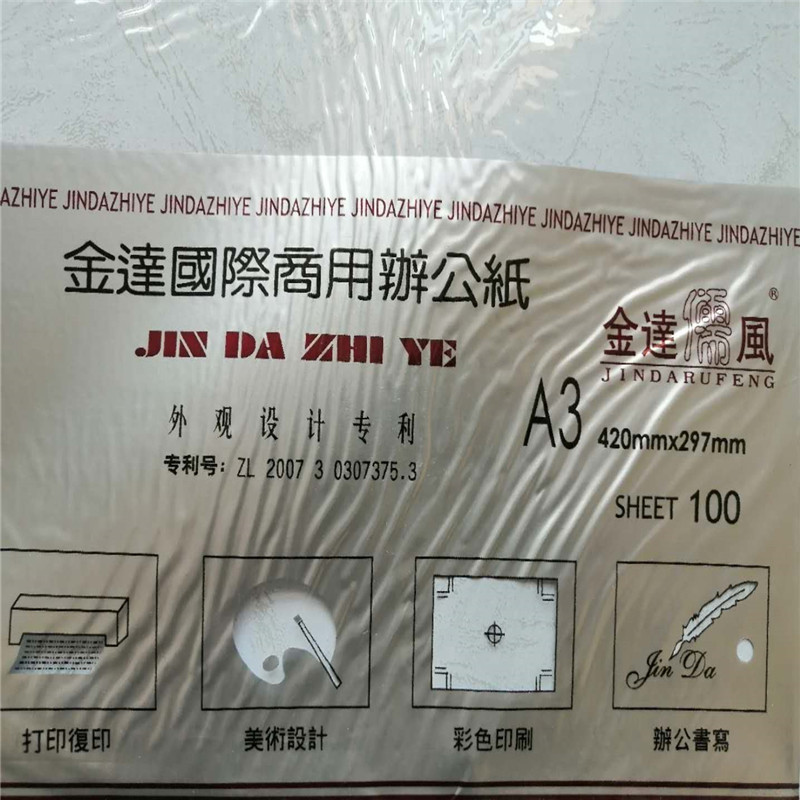 AZHIYE JINDAZHIYE JINDAZHIYE JINDAZHIYE JINDAZHIYE JINDAZHIYE JINDAZHIYE JINDAZHIYE JINDAZHIYE
金達國際商用辦公紙
JIN DA ZHI YE
金達儒風®
JINDARUFENG
外观设计专利
专利号: ZL 2007 3 0307375.3
A3 420mmx297mm
SHEET 100
Jin Da
打印復印 美術設計 彩色印刷 辦公書寫